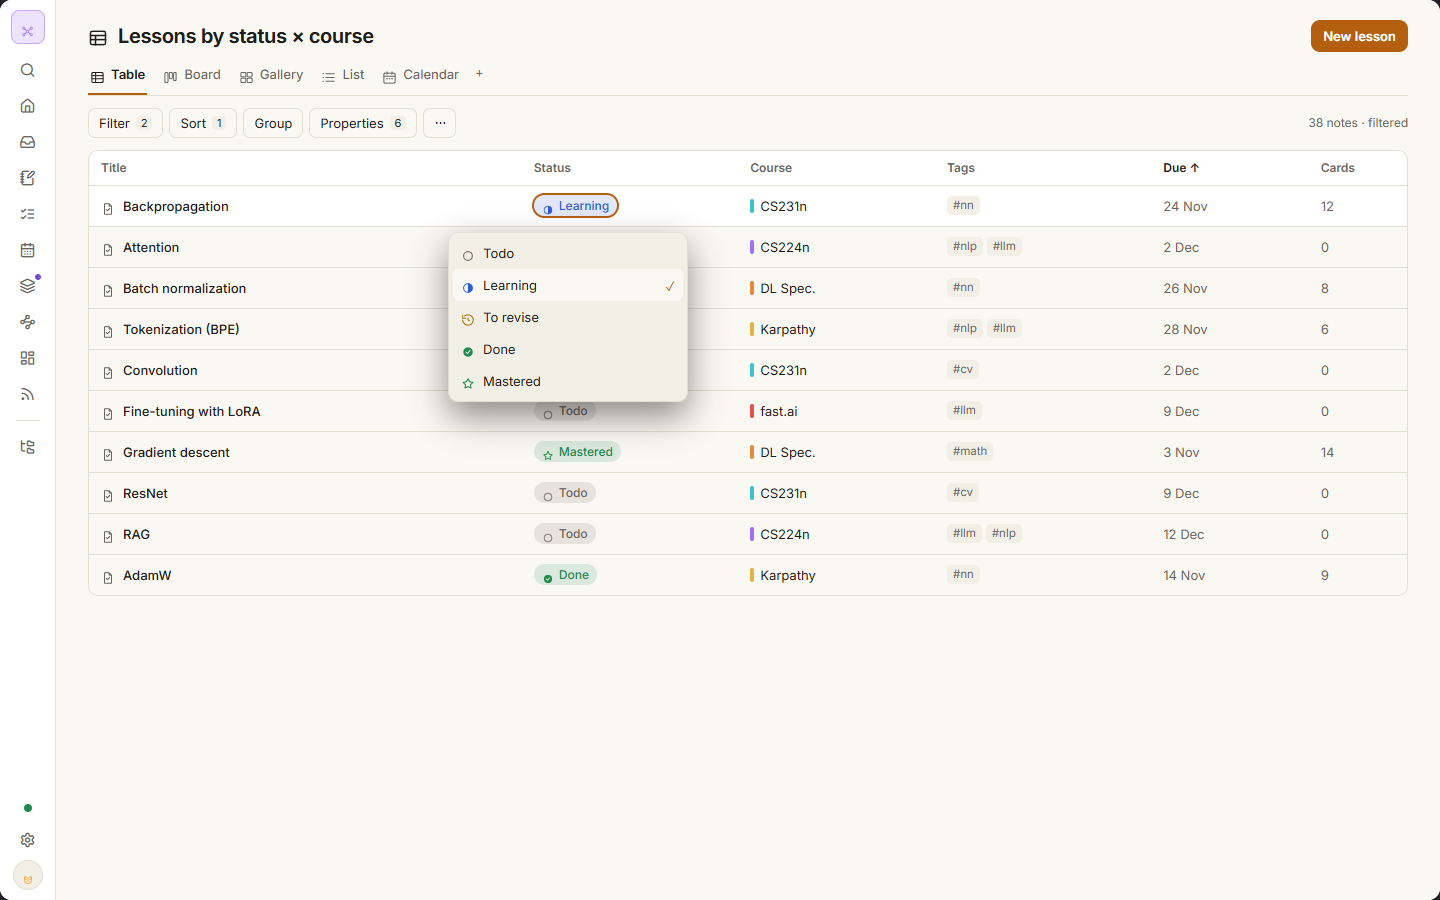 Lessons by status × course
New lesson
Table Board Gallery List Calendar +
Filter 2 Sort 1 Group Properties 6 ··· 38 notes · filtered
Title Status Course Tags Due ↑ Cards
Backpropagation Learning CS231n #nn 24 Nov 12
Attention CS224n #nlp #llm 2 Dec 0
Batch normalization DL Spec. #nn 26 Nov 8
Tokenization (BPE) Karpathy #nlp #llm 28 Nov 6
Convolution CS231n #cv 2 Dec 0
Fine-tuning with LoRA Todo fast.ai #llm 9 Dec 0
Gradient descent Mastered DL Spec. #math 3 Nov 14
ResNet Todo CS231n #cv 9 Dec 0
RAG Todo CS224n #llm #nlp 12 Dec 0
AdamW Done Karpathy #nn 14 Nov 9
Todo
Learning ✓
To revise
Done
Mastered